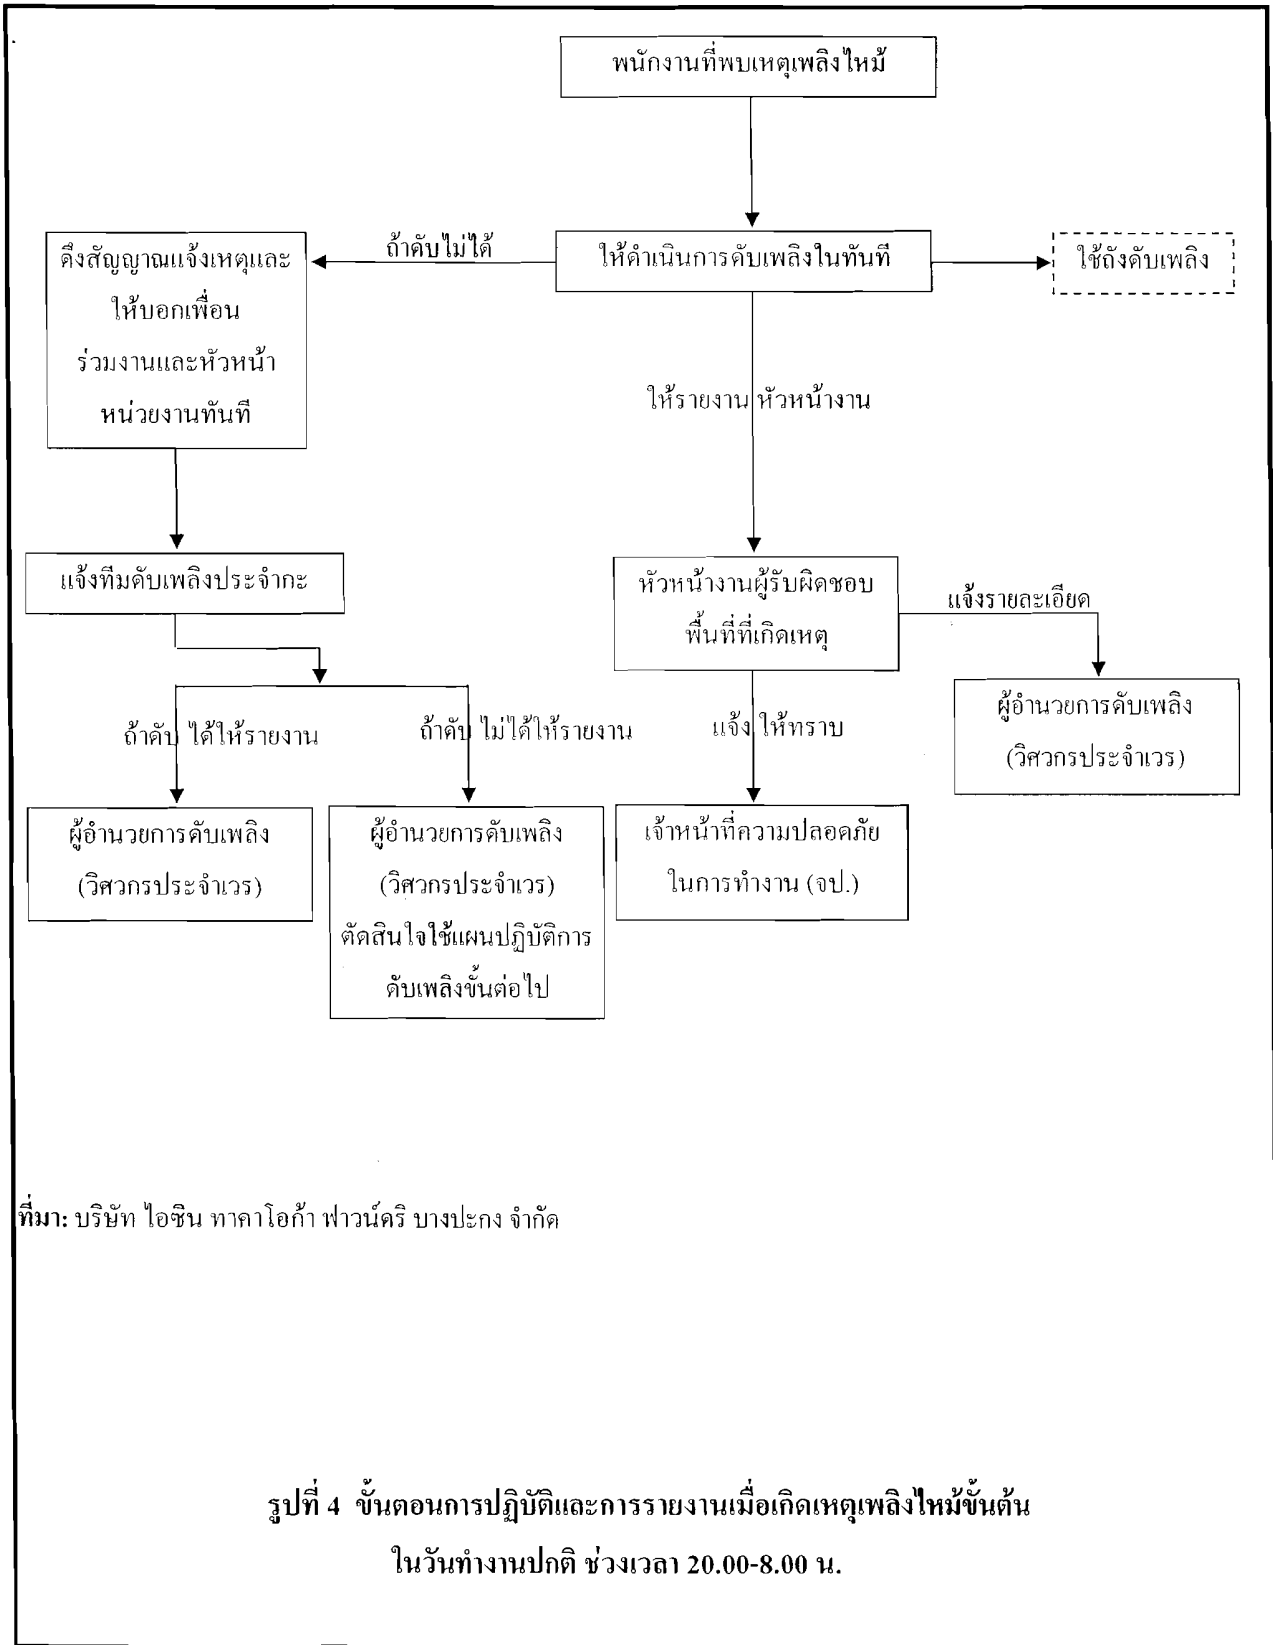 พนักงานที่พบเหตุเพลิงไหม้
ดึงสัญญาณแจ้งเหตุและ
ให้บอกเพื่อน
ร่วมงานและหัวหน้า
หน่วยงานทันที
ถ้าดับไม่ได้
ให้ดำเนินการดับเพลิงในทันที
ใช้ถังดับเพลิง
ให้รายงาน หัวหน้างาน
แจ้งทีมดับเพลิงประจำกะ
หัวหน้างานผู้รับผิดชอบ
พื้นที่ที่เกิดเหตุ
แจ้งรายละเอียด
ผู้อำนวยการดับเพลิง
(วิศวกรประจำเวร)
ถ้าดับ ได้ให้รายงาน
ถ้าดับ ไม่ได้ให้รายงาน
แจ้ง ให้ทราบ
ผู้อำนวยการดับเพลิง
(วิศวกรประจำเวร)
ผู้อำนวยการดับเพลิง
(วิศวกรประจำเวร)
ตัดสินใจใช้แผนปฏิบัติการ
ดับเพลิงขั้นต่อไป
เจ้าหน้าที่ความปลอดภัย
ในการทำงาน (จป.)
ที่มา: บริษัท ไอซิน ทาคาโอก้า ฟาวน์ดริ บางปะกง จำกัด
รูปที่ 4 ขั้นตอนการปฏิบัติและการรายงานเมื่อเกิดเหตุเพลิงไหม้ขั้นต้น
ในวันทำงานปกติ ช่วงเวลา 20.00-8.00 น.